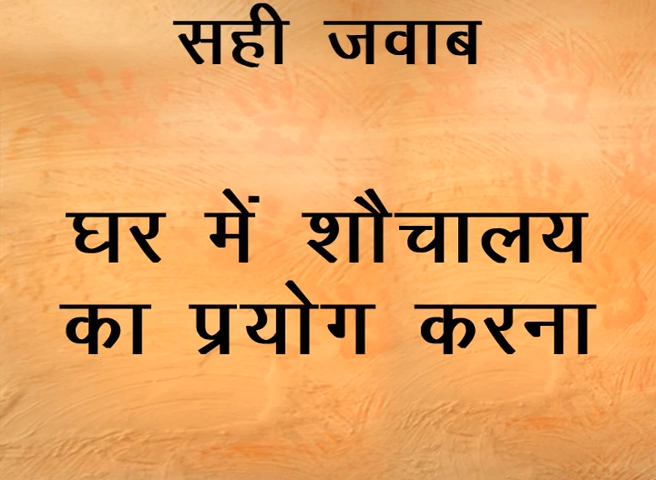 सही जवाब
घर में शौचालय
का प्रयोग करना